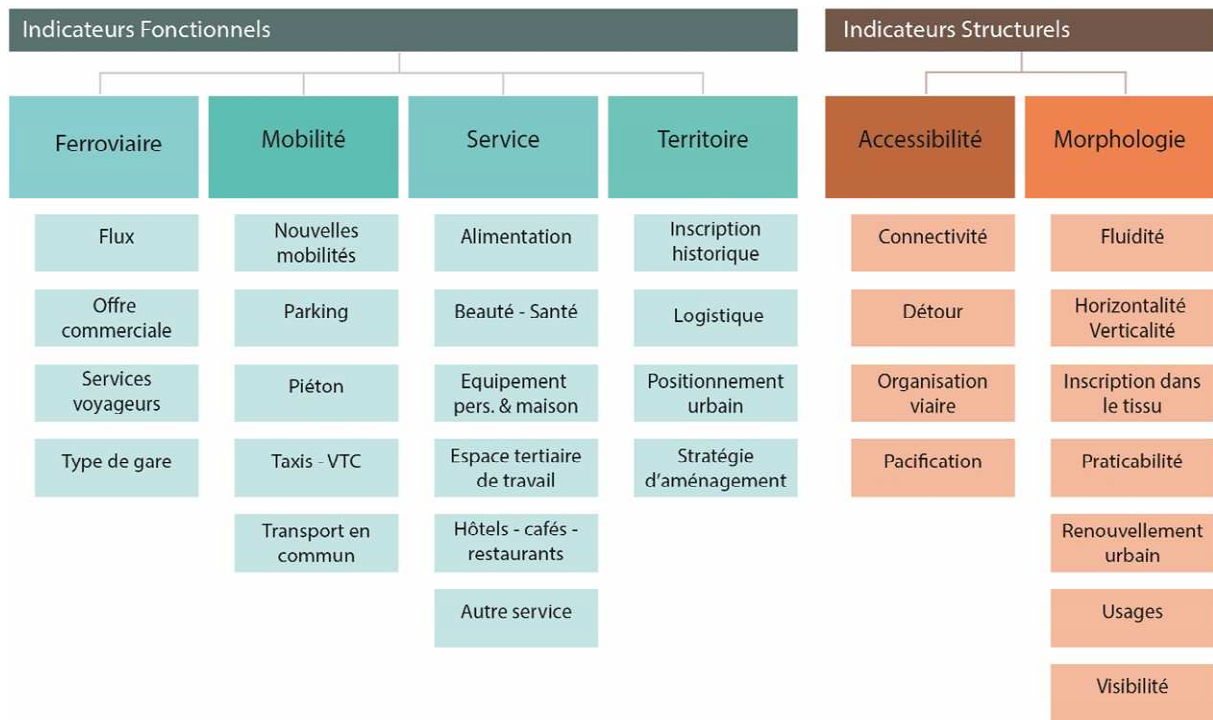 Indicateurs Fonctionnels
Ferroviaire
Flux
Offre
commerciale
Services
voyageurs
Type de gare
Mobilité
Nouvelles
mobilités
Parking
Piéton
Taxis - VTC
Transport en
commun
Service
Alimentation
Beauté - Santé
Equipement
pers. & maison
Espace tertiaire
de travail
Hôtels - cafés -
restaurants
Autre service
Territoire
Inscription
historique
Logistique
Positionnement
urbain
Stratégie
d'aménagement
Indicateurs Structurels
Accessibilité
Connectivité
Détour
Organisation
viaire
Pacification
Morphologie
Fluidité
Horizontalité
Verticalité
Inscription dans
le tissu
Praticabilité
Renouvellement
urbain
Usages
Visibilité